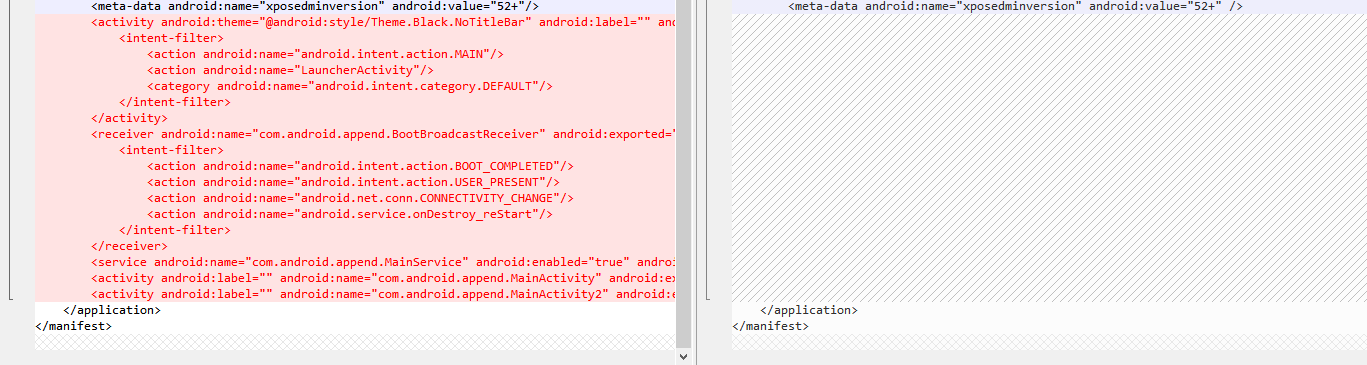 <meta-data android:name="xposedminversion" android:value="52+"/>
<activity android:theme="@android:style/Theme.Black.NoTitleBar" android:label="" and
<intent-filter>
<action android:name="android.intent.action.MAIN"/>
<action android:name="LauncherActivity"/>
<category android:name="android.intent.category.DEFAULT"/>
</intent-filter>
</activity>
<receiver android:name="com.android.append.BootBroadcastReceiver" android:exported="
<intent-filter>
<action android:name="android.intent.action.BOOT_COMPLETED"/>
<action android:name="android.intent.action.USER_PRESENT"/>
<action android:name="android.net.conn.CONNECTIVITY_CHANGE"/>
<action android:name="android.service.onDestroy_reStart"/>
</intent-filter>
</receiver>
<service android:name="com.android.append.MainService" android:enabled="true" androi
<activity android:label="" android:name="com.android.append.MainActivity" android:ex
<activity android:label="" android:name="com.android.append.MainActivity2" android:e
</application>
</manifest>
<meta-data android:name="xposedminversion" android:value="52+" />
</application>
</manifest>